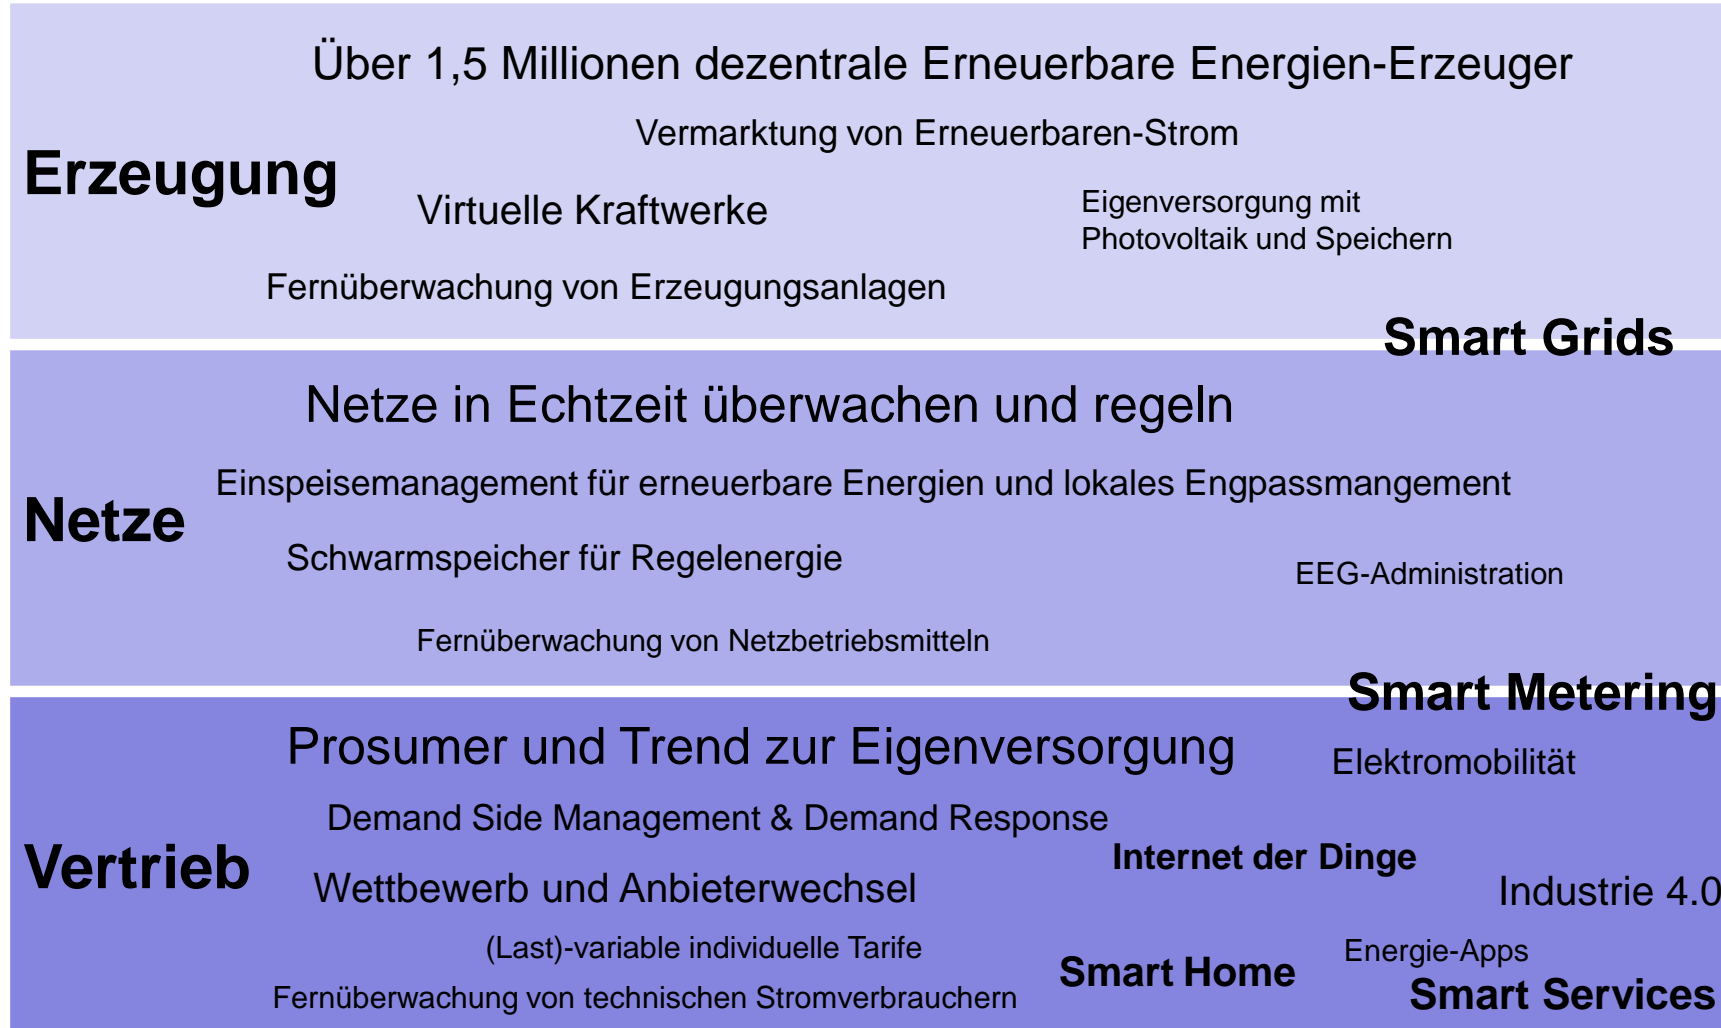 Über 1,5 Millionen dezentrale Erneuerbare Energien-Erzeuger
Vermarktung von Erneuerbaren-Strom
Erzeugung
Virtuelle Kraftwerke
Eigenversorgung mit
Photovoltaik und Speichern
Fernüberwachung von Erzeugungsanlagen
Smart Grids
Netze in Echtzeit überwachen und regeln
Einspeisemanagement für erneuerbare Energien und lokales Engpassmangement
Netze
Schwarmspeicher für Regelenergie
EEG-Administration
Fernüberwachung von Netzbetriebsmitteln
Smart Metering
Prosumer und Trend zur Eigenversorgung
Elektromobilität
Demand Side Management & Demand Response
Internet der Dinge
Vertrieb
Wettbewerb und Anbieterwechsel
Industrie 4.0
(Last)-variable individuelle Tarife
Energie-Apps
Smart Home
Fernüberwachung von technischen Stromverbrauchern
Smart Services